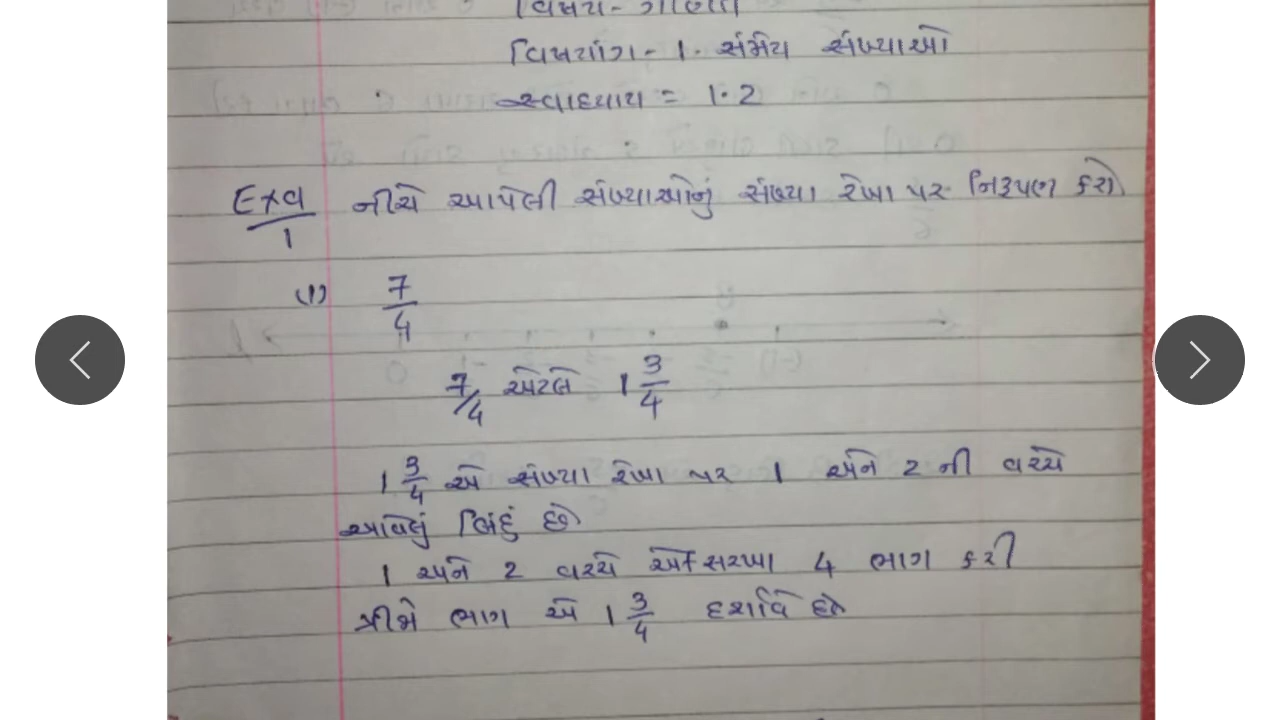 વિષય - ગણિત
વિષયાંગ - 1. સંમેય સંખ્યાઓ
સ્વાધ્યાય = 1.2
Exa 1 નીચે આપેલી સંખ્યાઓનું સંખ્યા રેખા પર નિરૂપણ કરો
(1) 7/4
7/4 એટલે 1 3/4
1 3/4 એ સંખ્યા રેખા પર 1 અને 2 ની વચ્ચે
આવેલું બિંદું છે
1 અને 2 વચ્ચે એક સરખા 4 ભાગ કરી
ત્રીજો ભાગ એ 1 3/4 દર્શાવે છે